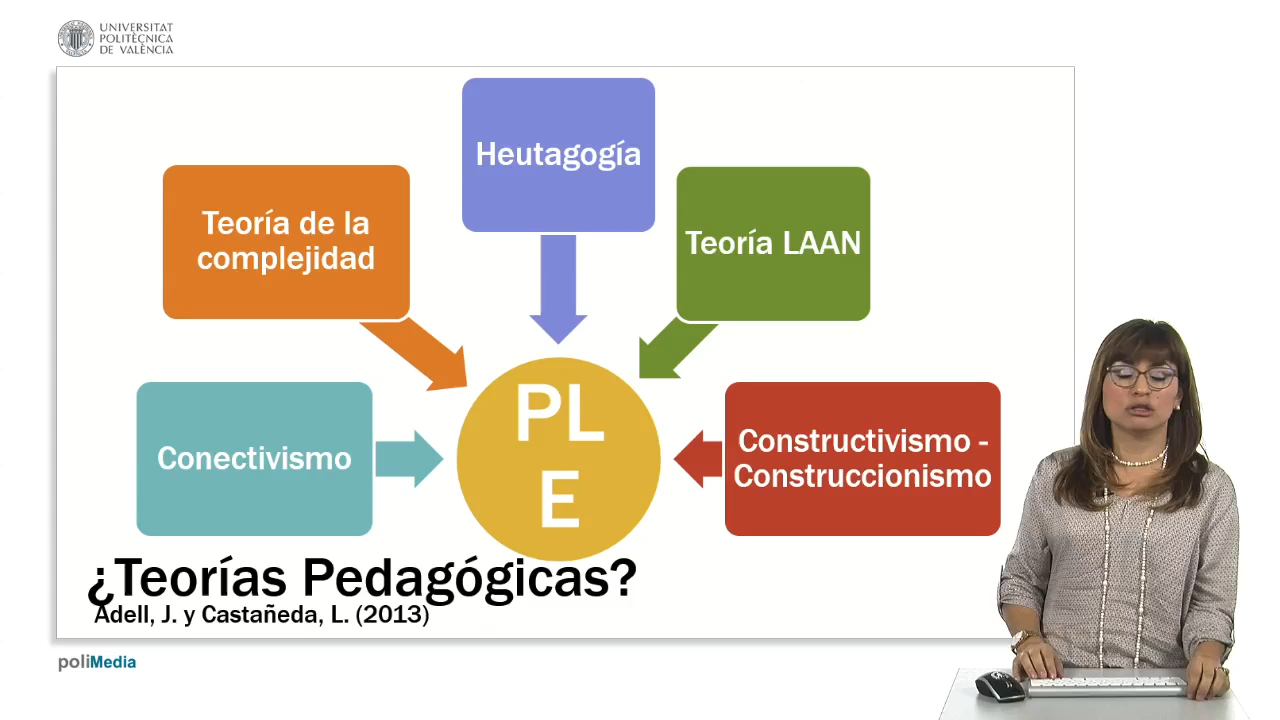 UNIVERSITAT
POLITÈCNICA
DE VALÈNCIA
Heutagogía
Teoría de la
complejidad
Teoría LAAN
Conectivismo
PL
E
Constructivismo -
Construccionismo
¿Teorías Pedagógicas?
Adell, J. y Castañeda, L. (2013)
poliMedia